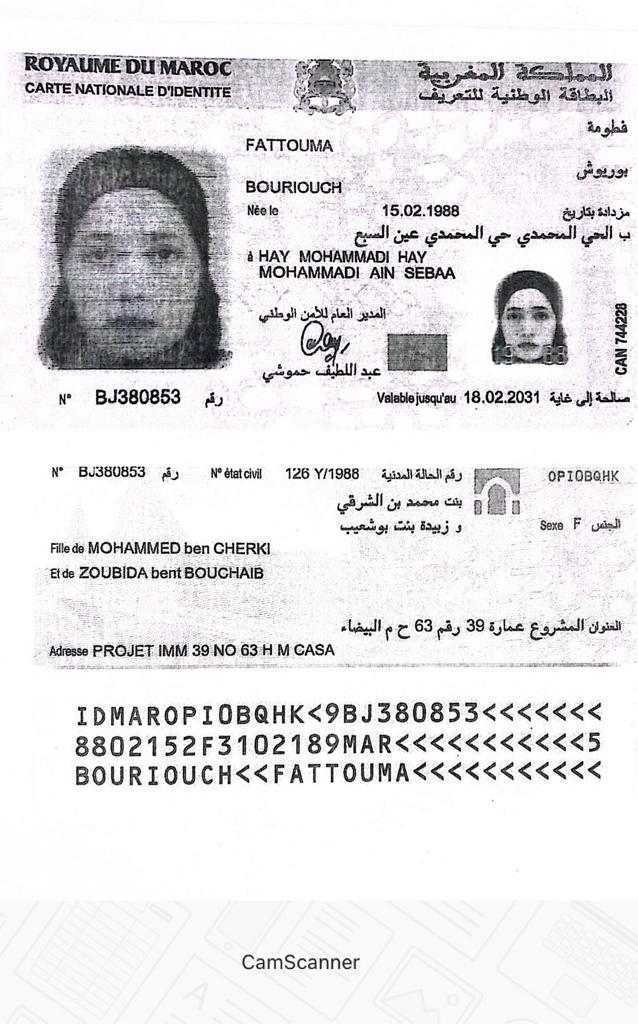 ROYAUME DU MAROC
المملكة المغربية
CARTE NATIONALE D'IDENTITE
البطاقة الوطنية للتعريف
فطومة
FATTOUMA
بوريوش
BOURIOUCH
Née le 15.02.1988 مزدادة بتاريخ
ب الحي المحمدي حي المحمدي عين السبع
à HAY MOHAMMADI HAY
MOHAMMADI AIN SEBAA
المدير العام للأمن الوطني
عبد اللطيف حموشي
CAN 744228
N° BJ380853 رقم
Valable jusqu'au 18.02.2031 صالحة إلى غاية
N° BJ380853 رقم N° état civil 126 Y/1988 رقم الحالة المدنية
OPIOBQHK
بنت محمد بن الشرقي
و زبيدة بنت بوشعيب
Sexe F الجنس
Fille de MOHAMMED ben CHERKI
Et de ZOUBIDA bent BOUCHAIB
العنوان المشروع عمارة 39 رقم 63 ح م البيضاء
Adresse PROJET IMM 39 NO 63 H M CASA
IDMAROPIOBQHK<9BJ380853<<<<<<<
8802152F3102189MAR<<<<<<<<<<<5
BOURIOUCH<<FATTOUMA<<<<<<<<<<<
CamScanner